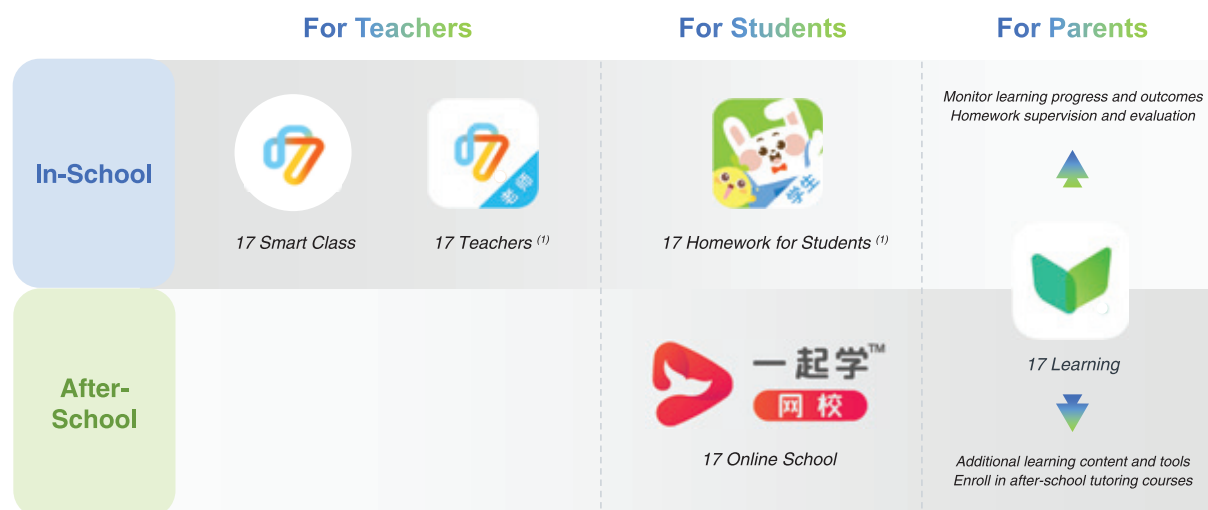 For Teachers
For Students
For Parents
In-School
老师
17 Smart Class
17 Teachers (1)
学生
17 Homework for Students (1)
Monitor learning progress and outcomes
Homework supervision and evaluation
17 Learning
Additional learning content and tools
Enroll in after-school tutoring courses
After-
School
一起学™
网校
17 Online School